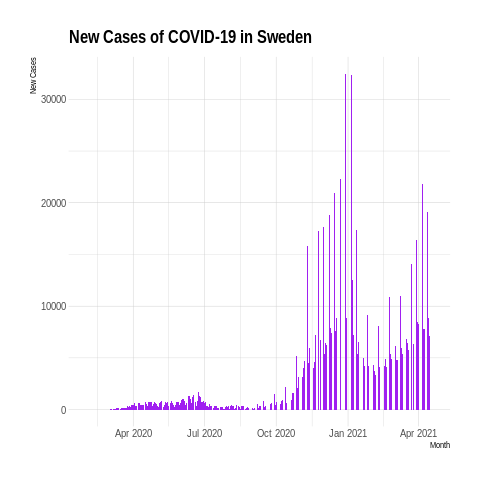 New Cases of COVID-19 in Sweden
New Cases
30000
20000
10000
0
Apr 2020 Jul 2020 Oct 2020 Jan 2021 Apr 2021
Month